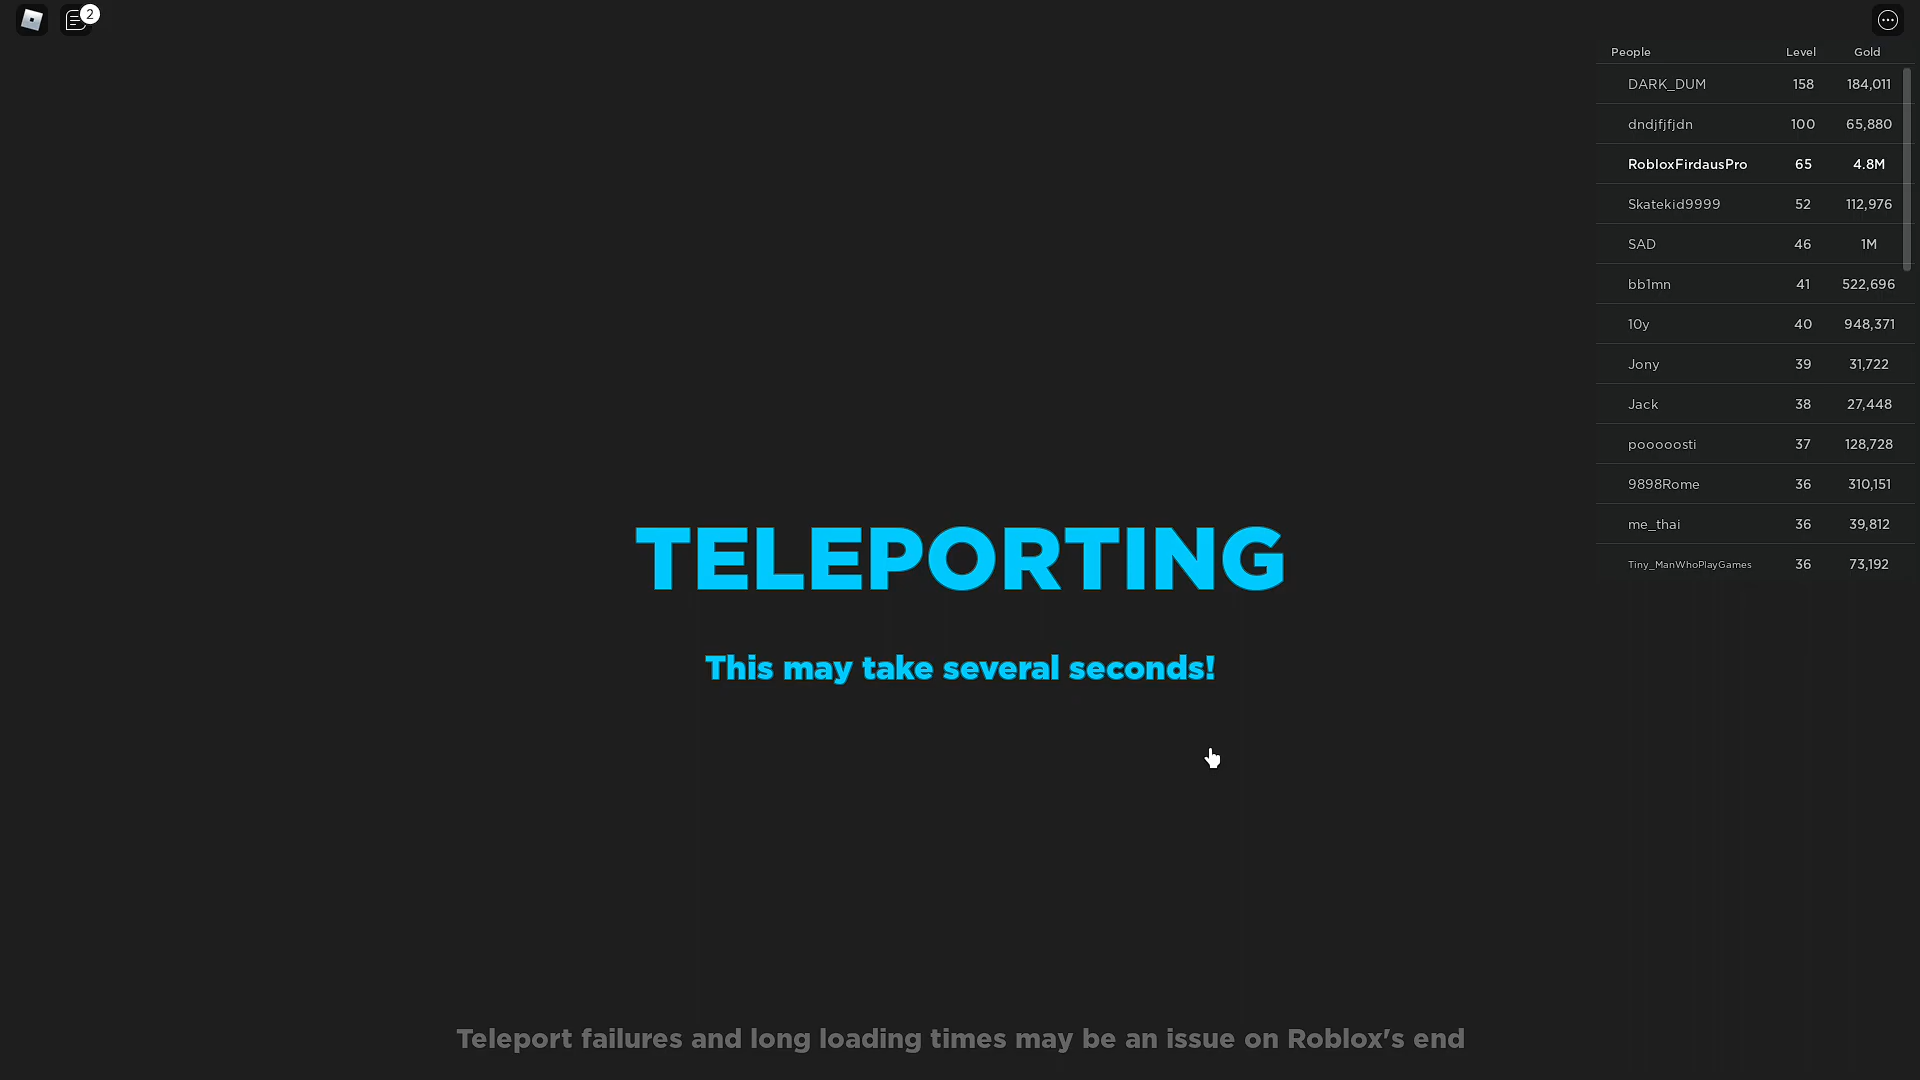 2
People Level Gold
DARK_DUM 158 184,011
dndjfjfjdn 100 65,880
RobloxFirdausPro 65 4.8M
Skatekid9999 52 112,976
SAD 46 1M
bb1mn 41 522,696
10y 40 948,371
Jony 39 31,722
Jack 38 27,448
pooooosti 37 128,728
9898Rome 36 310,151
me_thai 36 39,812
Tiny_ManWhoPlayGames 36 73,192
TELEPORTING
This may take several seconds!
Teleport failures and long loading times may be an issue on Roblox's end